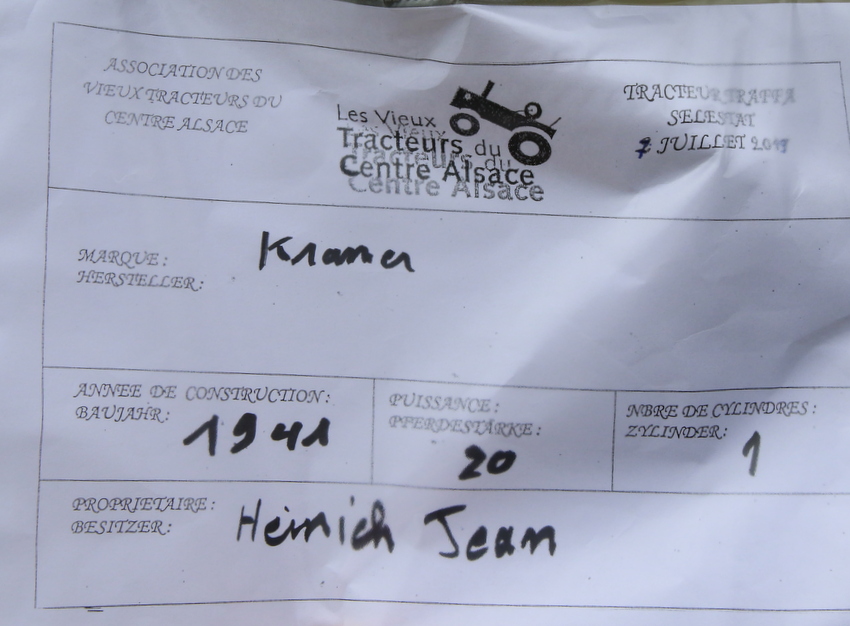 ASSOCIATION DES
VIEUX TRACTEURS DU
CENTRE ALSACE
Les Vieux
Tracteurs du
Centre Alsace
TRACTEUR TRAFFA
SELESTAT
7 JUILLET
MARQUE: Kramer
HERSTELLER:
ANNEE DE CONSTRUCTION:
BAUJAHR: 1941
PUISSANCE:
PFERDESTÄRKE:
20
NBRE DE CYLINDRES:
ZYLINDER: 1
PROPRIETAIRE:
BESITZER: Heinrich Jean